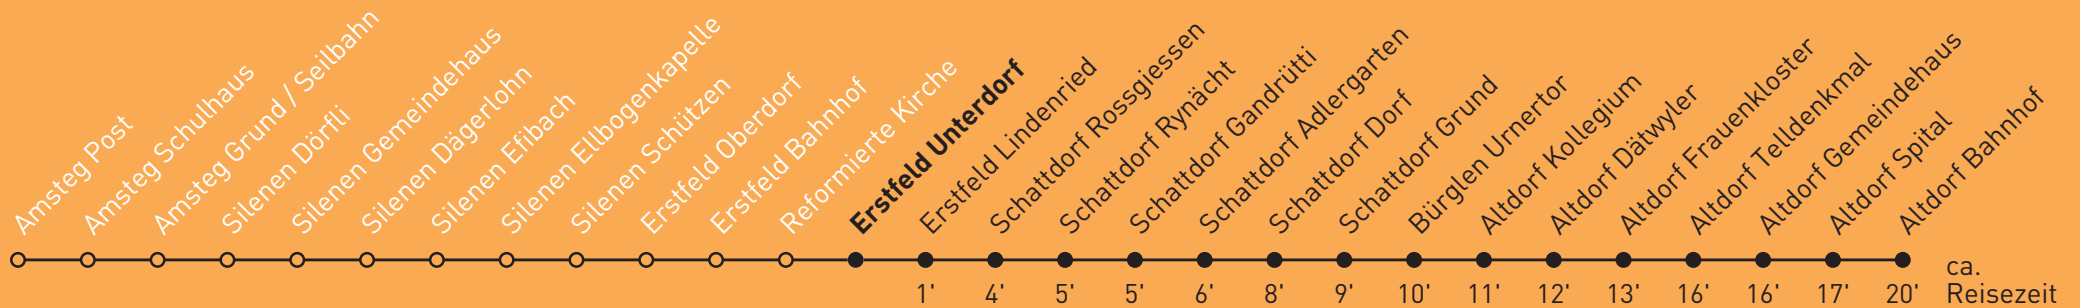 Amsteg Post
Amsteg Schulhaus
Amsteg Grund / Seilbahn
Silenen Dörfli
Silenen Gemeindehaus
Silenen Dägerlohn
Silenen Efibach
Silenen Ellbogenkapelle
Silenen Schützen
Erstfeld Oberdorf
Erstfeld Bahnhof
Reformierte Kirche
Erstfeld Unterdorf
Erstfeld Lindenried
Schattdorf Rossgiessen
Schattdorf Rynächt
Schattdorf Gandrütti
Schattdorf Adlergarten
Schattdorf Dorf
Schattdorf Grund
Bürglen Urnertor
Altdorf Kollegium
Altdorf Dätwyler
Altdorf Frauenkloster
Altdorf Telldenkmal
Altdorf Gemeindehaus
Altdorf Spital
Altdorf Bahnhof
1' 4' 5' 5' 6' 8' 9' 10' 11' 12' 13' 16' 16' 17' 20'
ca.
Reisezeit